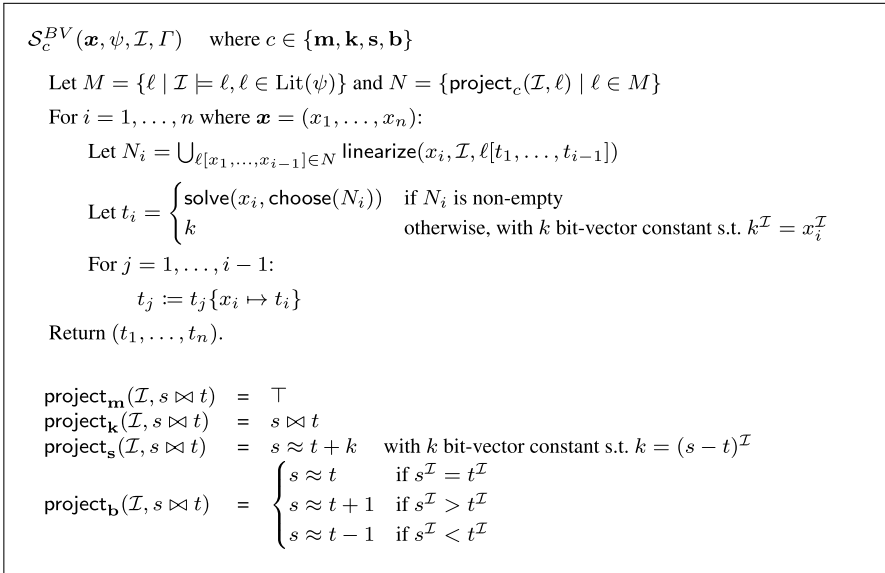 𝒮_c^{BV}(𝒙, ψ, ℐ, Γ) where c ∈ {𝐦, 𝐤, 𝐬, 𝐛}
Let M = {ℓ | ℐ ⊨ ℓ, ℓ ∈ Lit(ψ)} and N = {project_c(ℐ, ℓ) | ℓ ∈ M}
For i = 1, . . . , n where 𝒙 = (x_1, . . . , x_n):
Let N_i = ⋃_{ℓ[x_1,...,x_{i−1}]∈N} linearize(x_i, ℐ, ℓ[t_1, . . . , t_{i−1}])
Let t_i = { solve(x_i, choose(N_i)) if N_i is non-empty
k otherwise, with k bit-vector constant s.t. k^ℐ = x_i^ℐ
For j = 1, . . . , i − 1:
t_j := t_j{x_i ↦ t_i}
Return (t_1, . . . , t_n).
project_𝐦(ℐ, s ⋈ t) = ⊤
project_𝐤(ℐ, s ⋈ t) = s ⋈ t
project_𝐬(ℐ, s ⋈ t) = s ≈ t + k with k bit-vector constant s.t. k = (s − t)^ℐ
project_𝐛(ℐ, s ⋈ t) = { s ≈ t if s^ℐ = t^ℐ
s ≈ t + 1 if s^ℐ > t^ℐ
s ≈ t − 1 if s^ℐ < t^ℐ